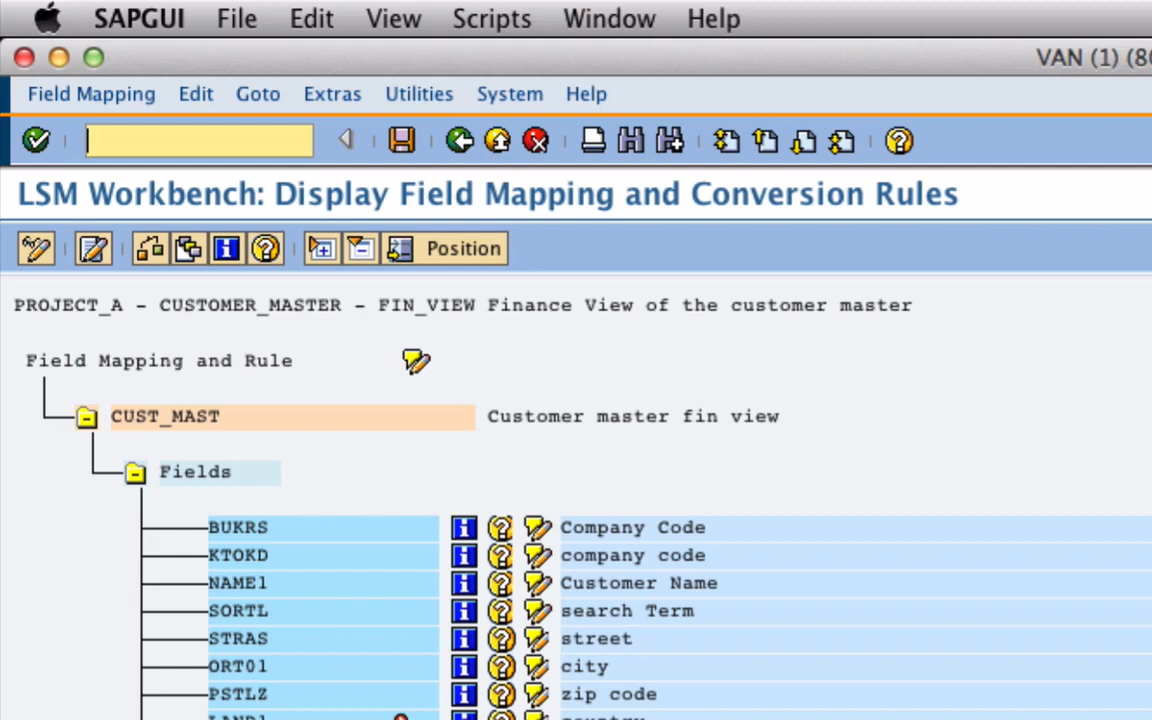 SAPGUI File Edit View Scripts Window Help
VAN (1) (80
Field Mapping Edit Goto Extras Utilities System Help
LSM Workbench: Display Field Mapping and Conversion Rules
Position
PROJECT_A - CUSTOMER_MASTER - FIN_VIEW Finance View of the customer master
Field Mapping and Rule
CUST_MAST Customer master fin view
Fields
BUKRS Company Code
KTOKD company code
NAME1 Customer Name
SORTL search Term
STRAS street
ORT01 city
PSTLZ zip code
LAND1 country